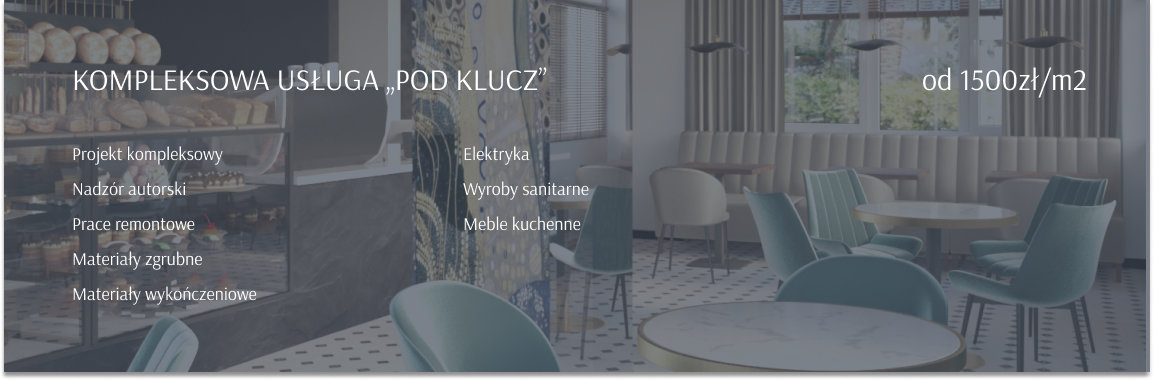 KOMPLEKSOWA USŁUGA „POD KLUCZ”
od 1500zł/m2
Projekt kompleksowy
Nadzór autorski
Prace remontowe
Materiały zgrubne
Materiały wykończeniowe
Elektryka
Wyroby sanitarne
Meble kuchenne